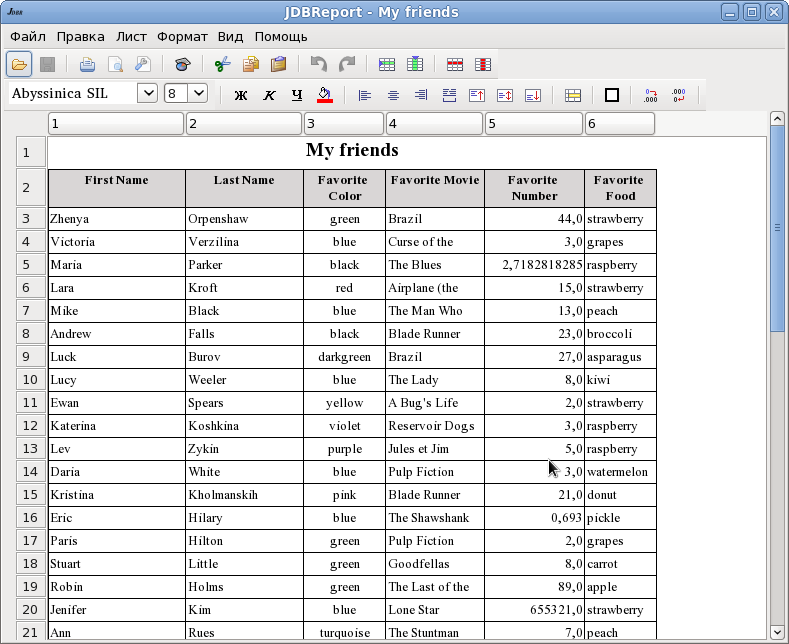 JDBReport - My friends
Файл Правка Лист Формат Вид Помощь
Abyssinica SIL 8 Ж К Ч
1 2 3 4 5 6
1 My friends
2 First Name Last Name Favorite Color Favorite Movie Favorite Number Favorite Food
3 Zhenya Orpenshaw green Brazil 44,0 strawberry
4 Victoria Verzilina blue Curse of the 3,0 grapes
5 Maria Parker black The Blues 2,7182818285 raspberry
6 Lara Kroft red Airplane (the 15,0 strawberry
7 Mike Black blue The Man Who 13,0 peach
8 Andrew Falls black Blade Runner 23,0 broccoli
9 Luck Burov darkgreen Brazil 27,0 asparagus
10 Lucy Weeler blue The Lady 8,0 kiwi
11 Ewan Spears yellow A Bug's Life 2,0 strawberry
12 Katerina Koshkina violet Reservoir Dogs 3,0 raspberry
13 Lev Zykin purple Jules et Jim 5,0 raspberry
14 Daria White blue Pulp Fiction 3,0 watermelon
15 Kristina Kholmanskih pink Blade Runner 21,0 donut
16 Eric Hilary blue The Shawshank 0,693 pickle
17 Paris Hilton green Pulp Fiction 2,0 grapes
18 Stuart Little green Goodfellas 8,0 carrot
19 Robin Holms green The Last of the 89,0 apple
20 Jenifer Kim blue Lone Star 655321,0 strawberry
21 Ann Rues turquoise The Stuntman 7,0 peach